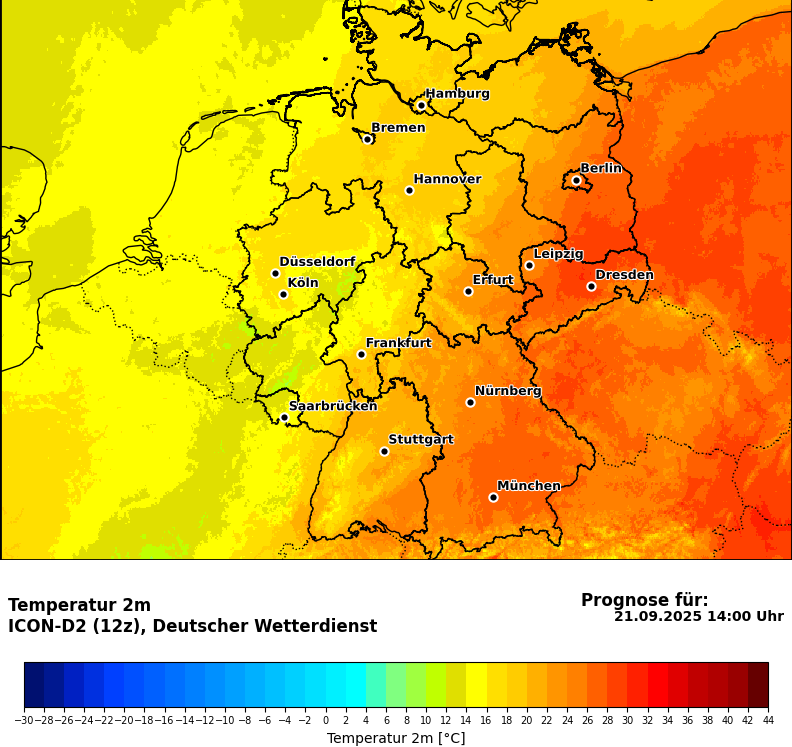 Hamburg
Bremen
Berlin
Hannover
Leipzig
Düsseldorf
Dresden
Köln
Erfurt
Frankfurt
Nürnberg
Saarbrücken
Stuttgart
München
Temperatur 2m
Prognose für:
ICON-D2 (12z), Deutscher Wetterdienst
21.09.2025 14:00 Uhr
−30 −28 −26 −24 −22 −20 −18 −16 −14 −12 −10 −8 −6 −4 −2 0 2 4 6 8 10 12 14 16 18 20 22 24 26 28 30 32 34 36 38 40 42 44
Temperatur 2m [°C]